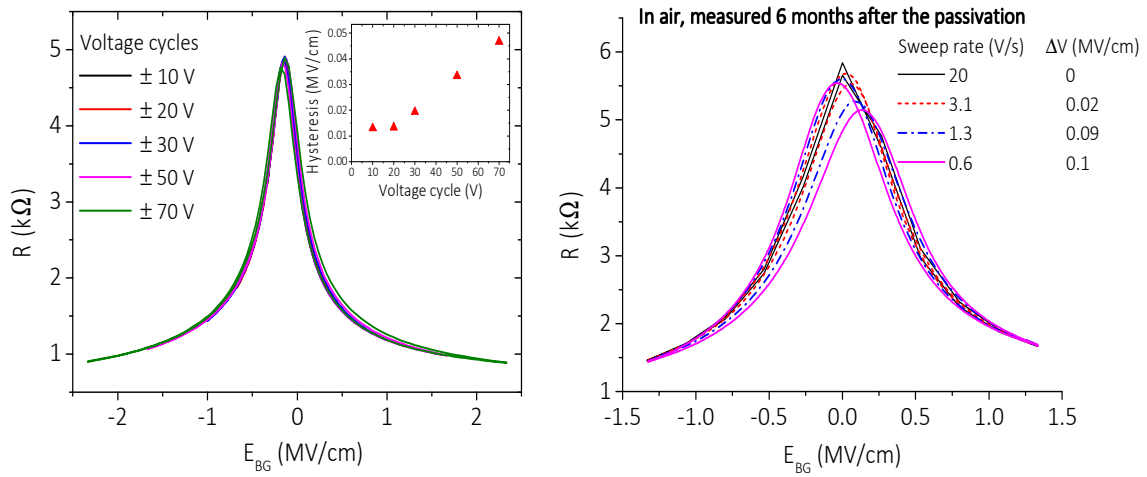 Voltage cycles
± 10 V
± 20 V
± 30 V
± 50 V
± 70 V
R (kΩ)
5
4
3
2
1
-2 -1 0 1 2
E_BG (MV/cm)
Hysteresis (MV/cm)
0.05
0.04
0.03
0.02
0.01
0.00
0 10 20 30 40 50 60 70
Voltage cycle (V)
In air, measured 6 months after the passivation
Sweep rate (V/s) ΔV (MV/cm)
20 0
3.1 0.02
1.3 0.09
0.6 0.1
R (kΩ)
6
5
4
3
2
1
-1.5 -1.0 -0.5 0.0 0.5 1.0 1.5
E_BG (MV/cm)